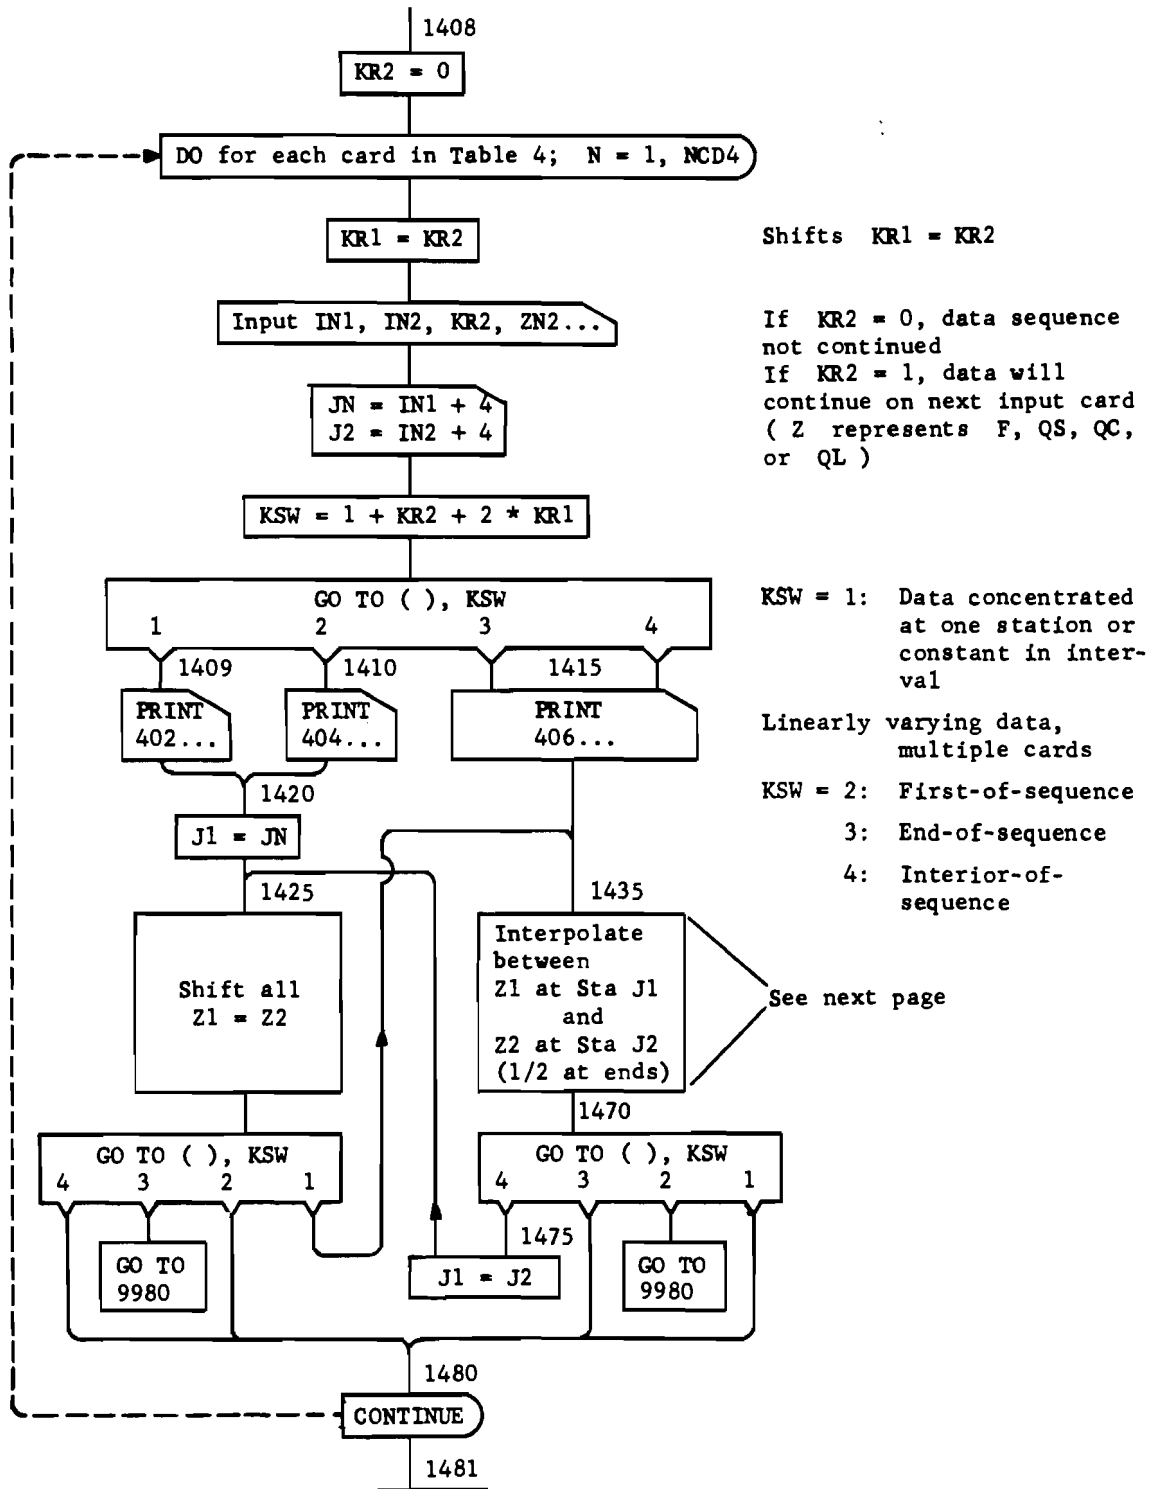 1408
KR2 = 0
DO for each card in Table 4; N = 1, NCD4
KR1 = KR2
Shifts KR1 = KR2
Input IN1, IN2, KR2, ZN2...
If KR2 = 0, data sequence
not continued
If KR2 = 1, data will
continue on next input card
( Z represents F, QS, QC,
or QL )
JN = IN1 + 4
J2 = IN2 + 4
KSW = 1 + KR2 + 2 * KR1
GO TO ( ), KSW
1 2 3 4
KSW = 1: Data concentrated
at one station or
constant in inter-
val
Linearly varying data,
multiple cards
KSW = 2: First-of-sequence
3: End-of-sequence
4: Interior-of-
sequence
1409
1410
1415
PRINT
402...
PRINT
404...
PRINT
406...
1420
J1 = JN
1425
1435
Shift all
Z1 = Z2
Interpolate
between
Z1 at Sta J1
and
Z2 at Sta J2
(1/2 at ends)
See next page
1470
GO TO ( ), KSW
4 3 2 1
GO TO ( ), KSW
4 3 2 1
1475
GO TO
9980
J1 = J2
GO TO
9980
1480
CONTINUE
1481